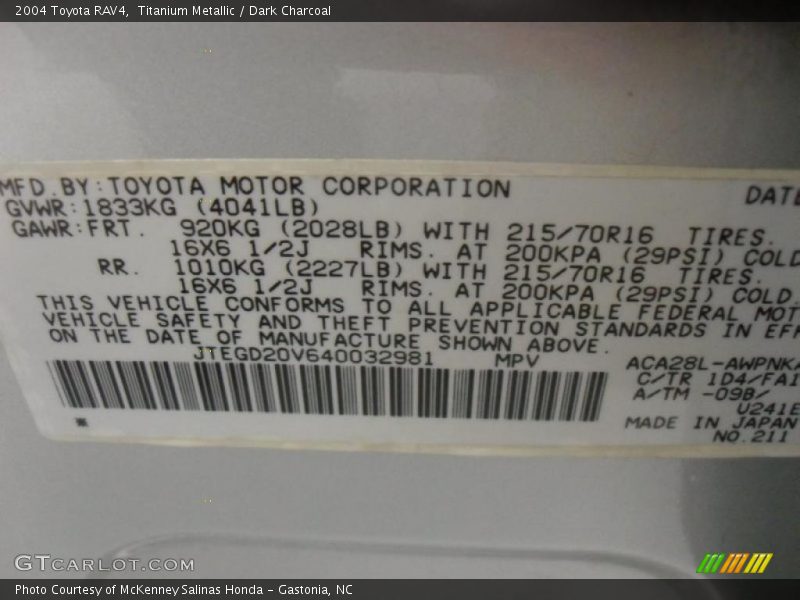 2004 Toyota RAV4, Titanium Metallic / Dark Charcoal
MFD. BY: TOYOTA MOTOR CORPORATION DATE
GVWR: 1833KG (4041LB)
GAWR: FRT. 920KG (2028LB) WITH 215/70R16 TIRES.
16X6 1/2J RIMS. AT 200KPA (29PSI) COLD
RR. 1010KG (2227LB) WITH 215/70R16 TIRES.
16X6 1/2J RIMS. AT 200KPA (29PSI) COLD.
THIS VEHICLE CONFORMS TO ALL APPLICABLE FEDERAL MOT
VEHICLE SAFETY AND THEFT PREVENTION STANDARDS IN EFF
ON THE DATE OF MANUFACTURE SHOWN ABOVE.
JTEGD20V640032981 MPV ACA28L-AWPNKA
C/TR 1D4/FA1
A/TM -09B/
U241E
MADE IN JAPAN
NO. 211
GTCARLOT.COM
Photo Courtesy of McKenney Salinas Honda - Gastonia, NC